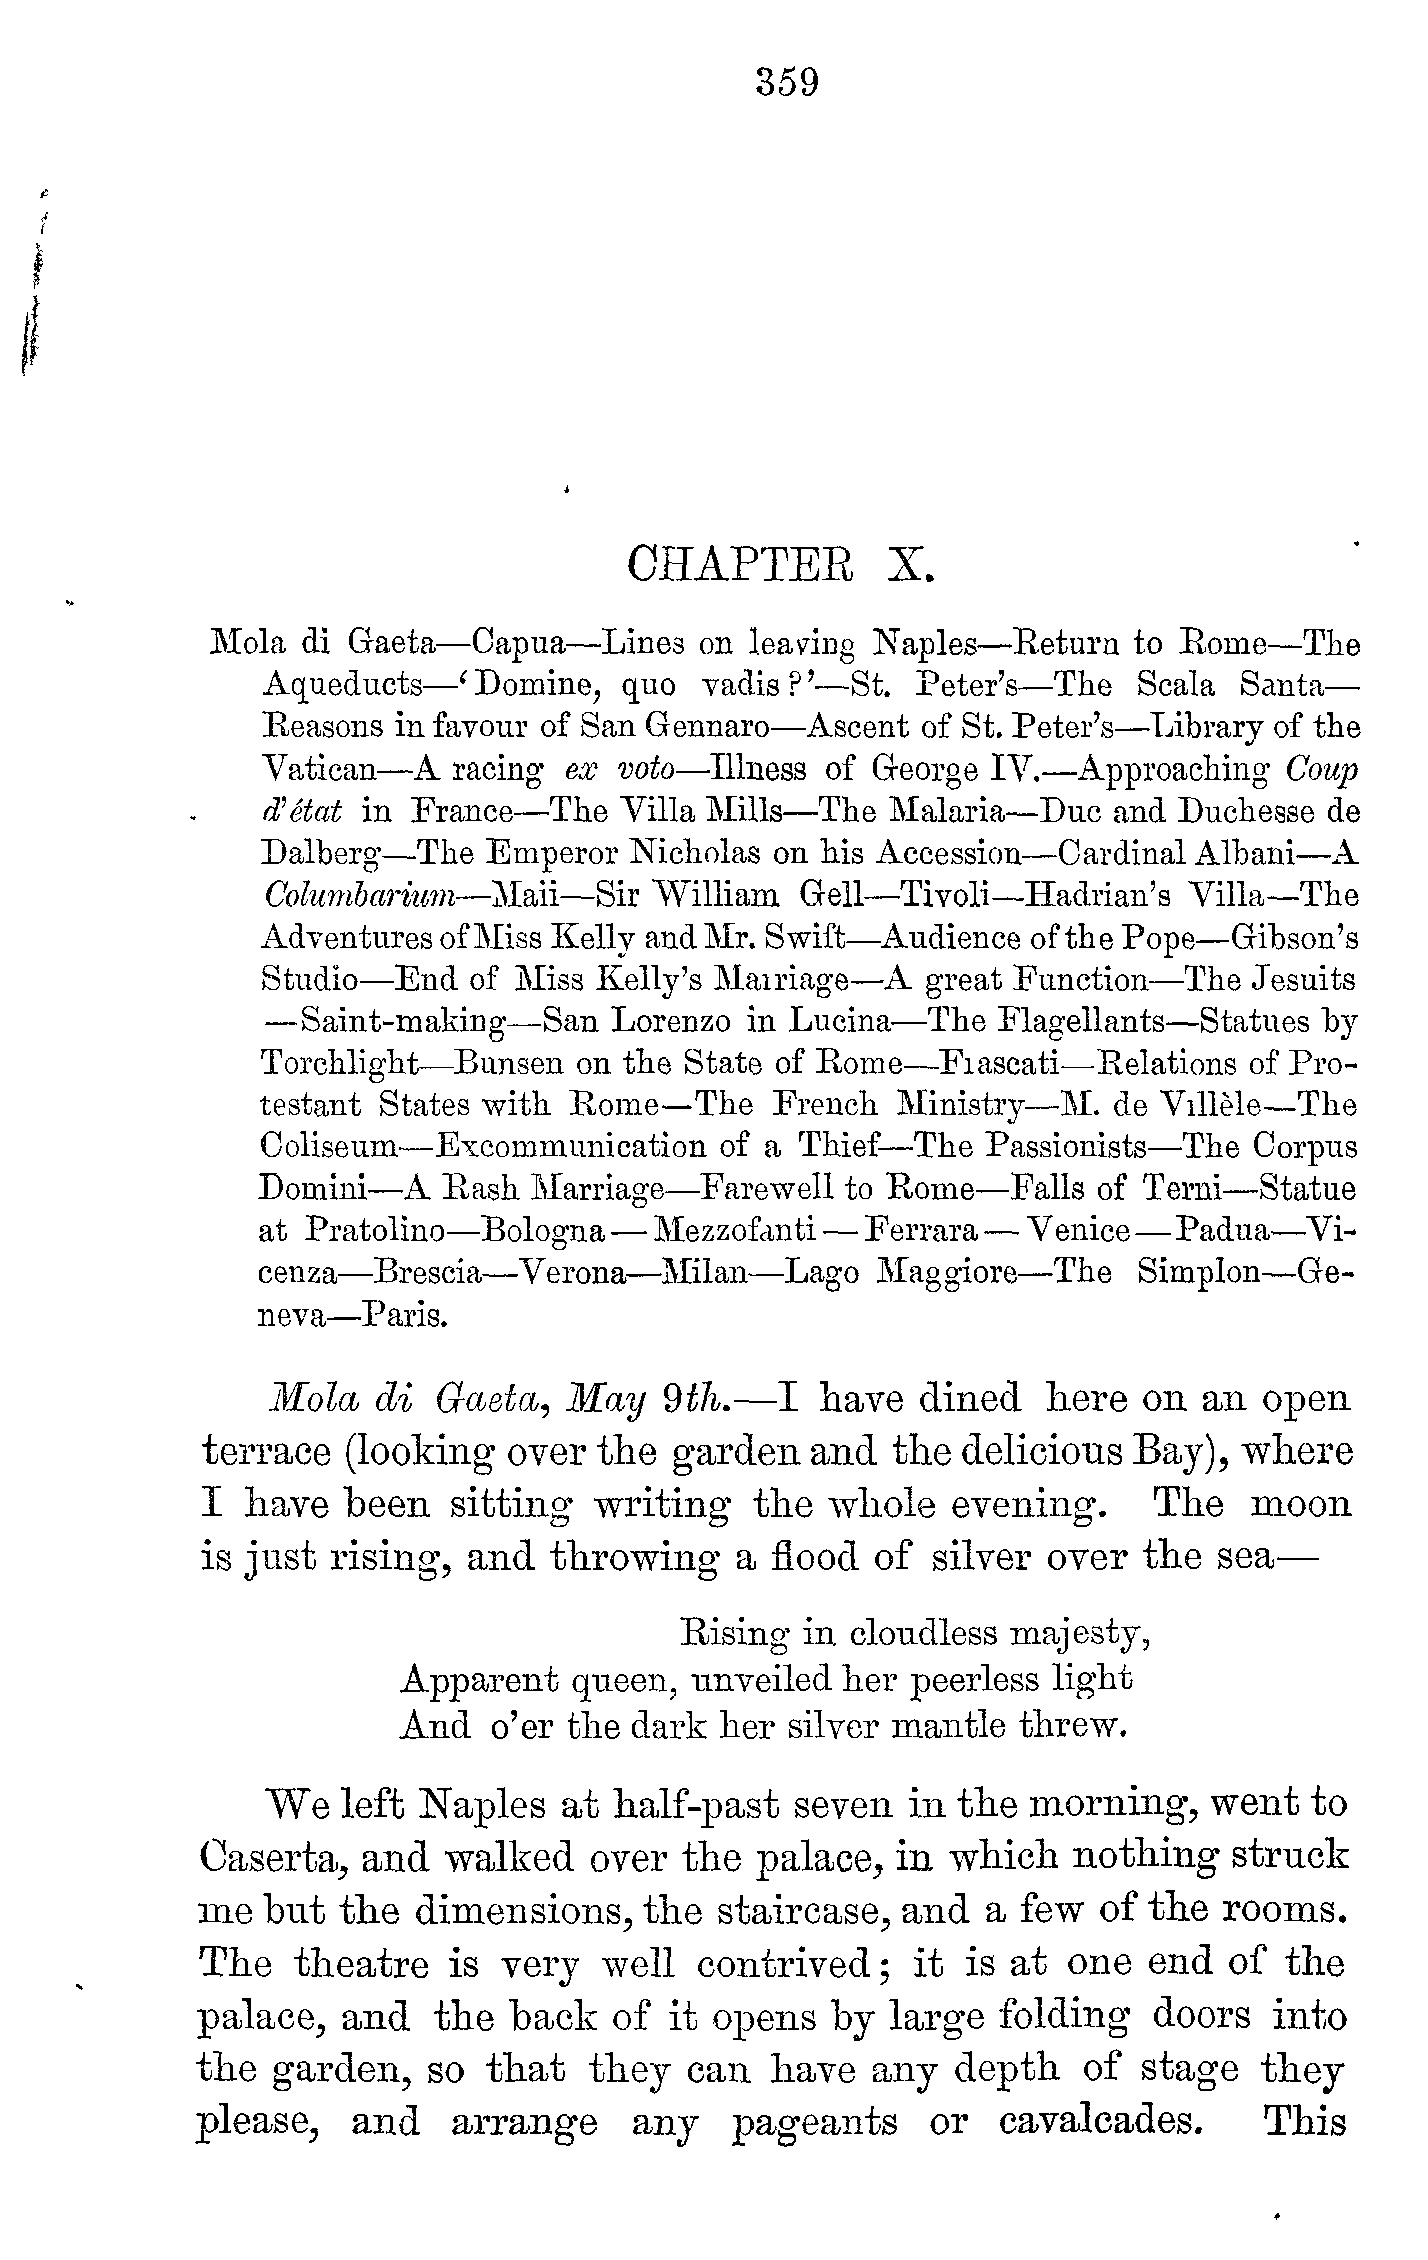 359
CHAPTER X.
Mola di Gaeta—Capua—Lines on leaving Naples—Return to Rome—The
Aqueducts—‘Domine, quo vadis?’—St. Peter's—The Scala Santa—
Reasons in favour of San Gennaro—Ascent of St. Peter's—Library of the
Vatican—A racing ex voto—Illness of George IV.—Approaching Coup
d'état in France—The Villa Mills—The Malaria—Duc and Duchesse de
Dalberg—The Emperor Nicholas on his Accession—Cardinal Albani—A
Columbarium—Maii—Sir William Gell—Tivoli—Hadrian's Villa—The
Adventures of Miss Kelly and Mr. Swift—Audience of the Pope—Gibson's
Studio—End of Miss Kelly's Marriage—A great Function—The Jesuits
—Saint-making—San Lorenzo in Lucina—The Flagellants—Statues by
Torchlight—Bunsen on the State of Rome—Frascati—Relations of Pro-
testant States with Rome—The French Ministry—M. de Villèle—The
Coliseum—Excommunication of a Thief—The Passionists—The Corpus
Domini—A Rash Marriage—Farewell to Rome—Falls of Terni—Statue
at Pratolino—Bologna—Mezzofanti—Ferrara—Venice—Padua—Vi-
cenza—Brescia—Verona—Milan—Lago Maggiore—The Simplon—Ge-
neva—Paris.
Mola di Gaeta, May 9th.—I have dined here on an open
terrace (looking over the garden and the delicious Bay), where
I have been sitting writing the whole evening. The moon
is just rising, and throwing a flood of silver over the sea—
Rising in cloudless majesty,
Apparent queen, unveiled her peerless light
And o'er the dark her silver mantle threw.
We left Naples at half-past seven in the morning, went to
Caserta, and walked over the palace, in which nothing struck
me but the dimensions, the staircase, and a few of the rooms.
The theatre is very well contrived; it is at one end of the
palace, and the back of it opens by large folding doors into
the garden, so that they can have any depth of stage they
please, and arrange any pageants or cavalcades. This